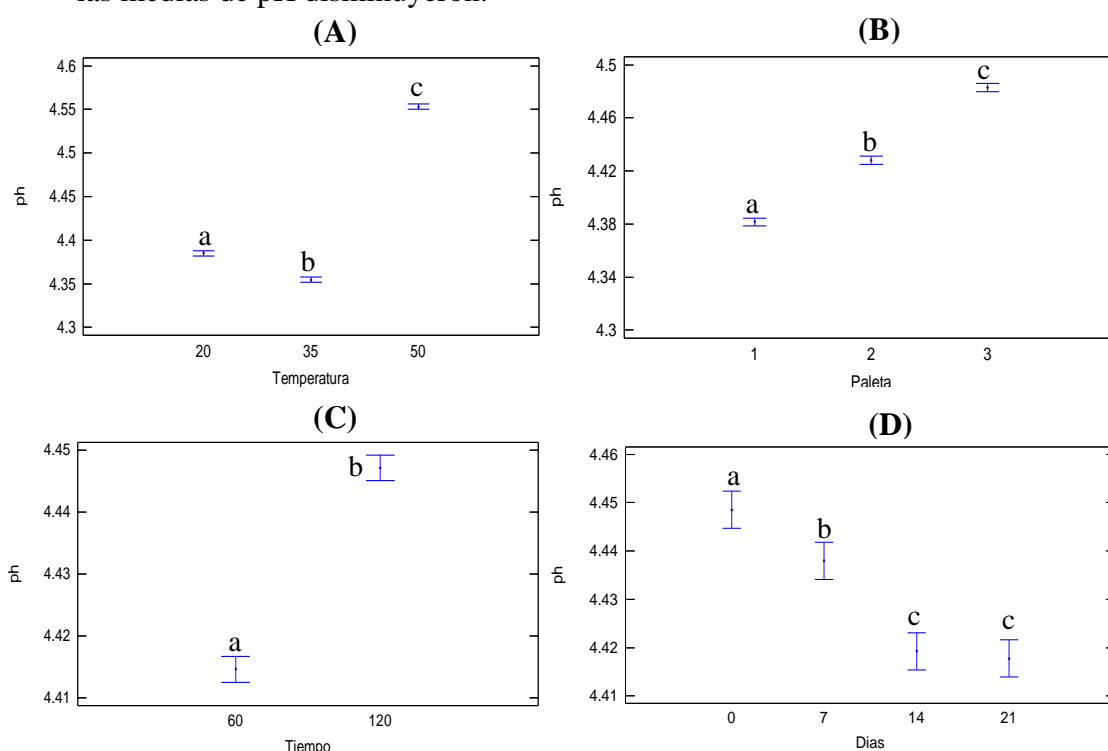 las medias de pH disminuyeron.
(A)
4.6
4.55
4.5
4.45
4.4
4.35
4.3
ph
a
b
c
20 35 50
Temperatura
(B)
4.5
4.46
4.42
4.38
4.34
4.3
ph
a
b
c
1 2 3
Paleta
(C)
4.45
4.44
4.43
4.42
4.41
ph
a
b
60 120
Tiempo
(D)
4.46
4.45
4.44
4.43
4.42
4.41
ph
a
b
c
c
0 7 14 21
Dias